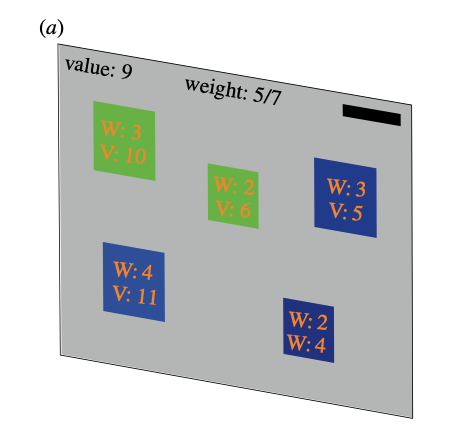 (a)
value: 9
weight: 5/7
W: 3
V: 10
W: 2
V: 6
W: 3
V: 5
W: 4
V: 11
W: 2
W: 4